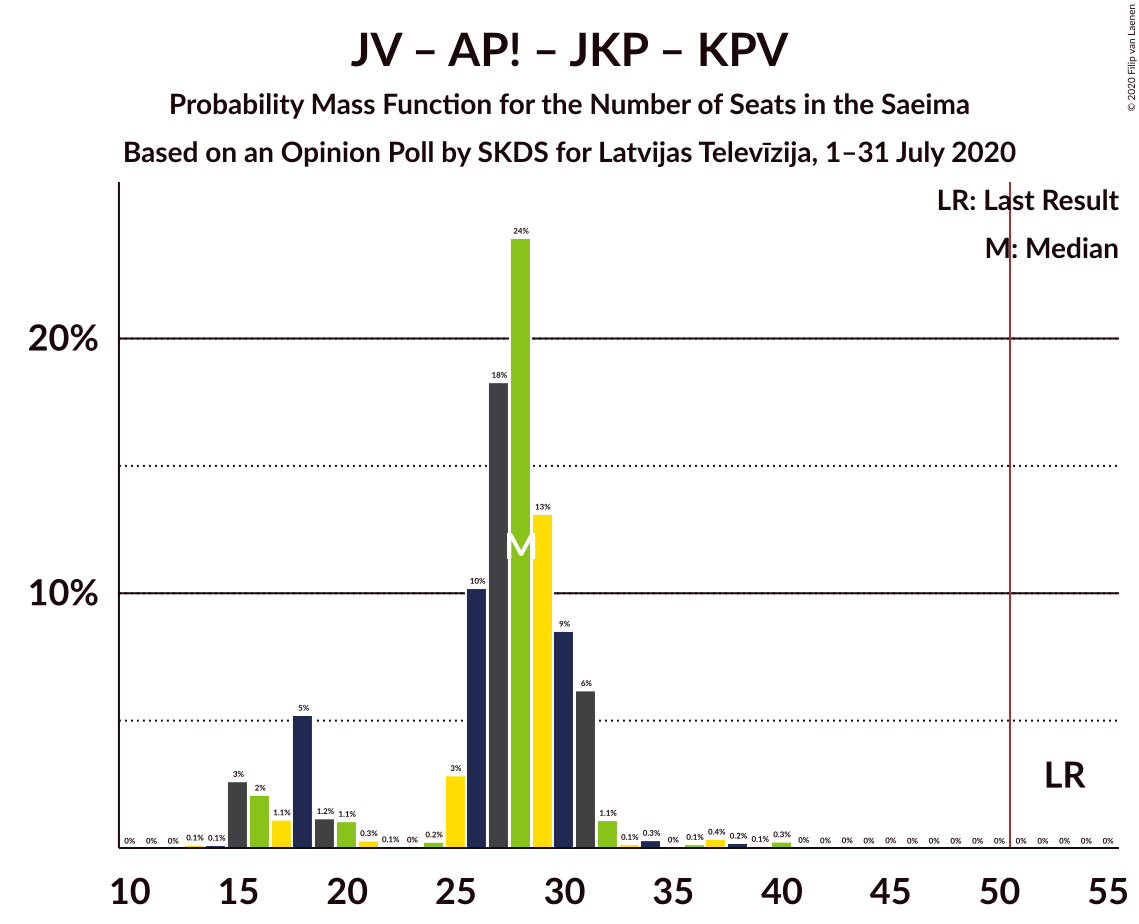 JV – AP! – JKP – KPV
Probability Mass Function for the Number of Seats in the Saeima
Based on an Opinion Poll by SKDS for Latvijas Televīzija, 1–31 July 2020
© 2020 Filip van Laenen
LR: Last Result
M: Median
20%
10%
0% 0% 0% 0.1% 0.1% 3% 2% 1.1% 5% 1.2% 1.1% 0.3% 0.1% 0% 0.2% 3% 10% 18% 24% 13% 9% 6% 1.1% 0.1% 0.3% 0% 0.1% 0.4% 0.2% 0.1% 0.3% 0% 0% 0% 0% 0% 0% 0% 0% 0% 0% 0% 0% 0% 0% 0%
M
LR
10 15 20 25 30 35 40 45 50 55